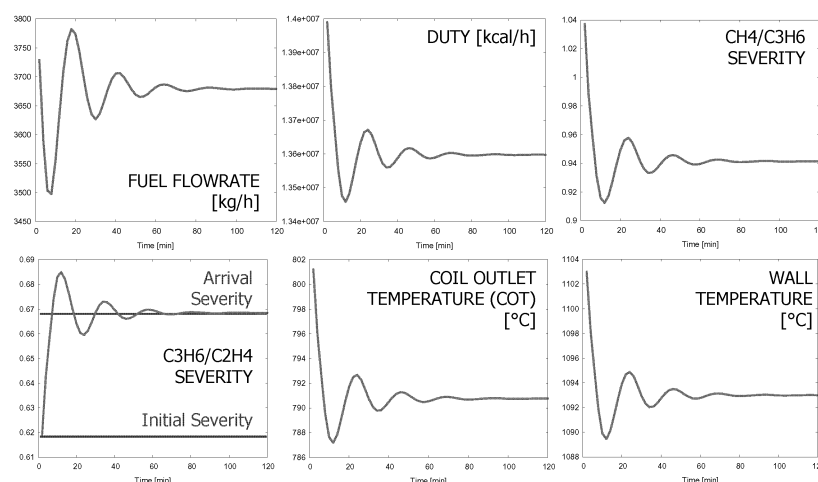 3800
3750
3700
3650
3600
3550
3500
3450
FUEL FLOWRATE
[kg/h]
0 20 40 60 80 100 120
Time [min]
1.4e+007
1.39e+007
1.38e+007
1.37e+007
1.36e+007
1.35e+007
1.34e+007
DUTY [kcal/h]
0 20 40 60 80 100 120
Time [min]
1.04
1.02
1
0.98
0.96
0.94
0.92
0.9
CH4/C3H6
SEVERITY
0 20 40 60 80 100 120
Time [min]
0.69
0.68
0.67
0.66
0.65
0.64
0.63
0.62
0.61
Arrival
Severity
C3H6/C2H4
SEVERITY
Initial Severity
0 20 40 60 80 100 120
Time [min]
802
800
798
796
794
792
790
788
786
COIL OUTLET
TEMPERATURE (COT)
[°C]
0 20 40 60 80 100 120
Time [min]
1104
1102
1100
1098
1096
1094
1092
1090
1088
WALL
TEMPERATURE
[°C]
0 20 40 60 80 100 120
Time [min]